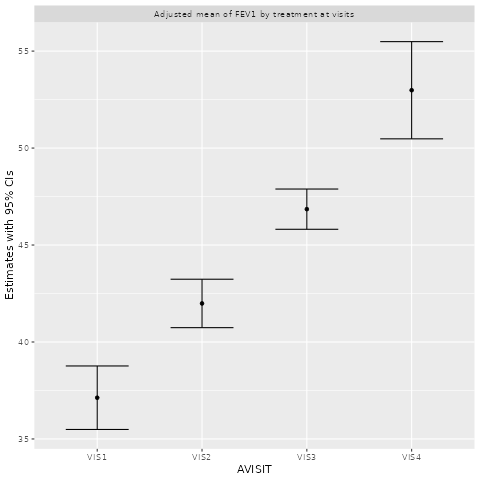 Adjusted mean of FEV1 by treatment at visits
55
50
45
40
35
Estimates with 95% CIs
VIS1 VIS2 VIS3 VIS4
AVISIT